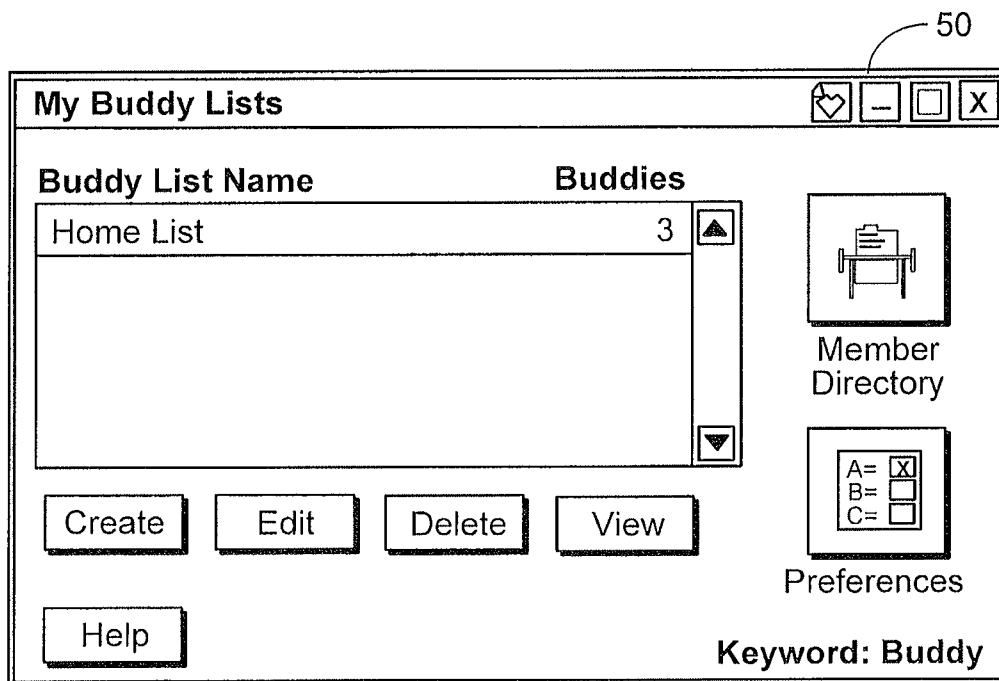 50
My Buddy Lists
X
Buddy List Name Buddies
Home List 3
Member
Directory
A= X
B=
C=
Preferences
Create Edit Delete View
Help
Keyword: Buddy